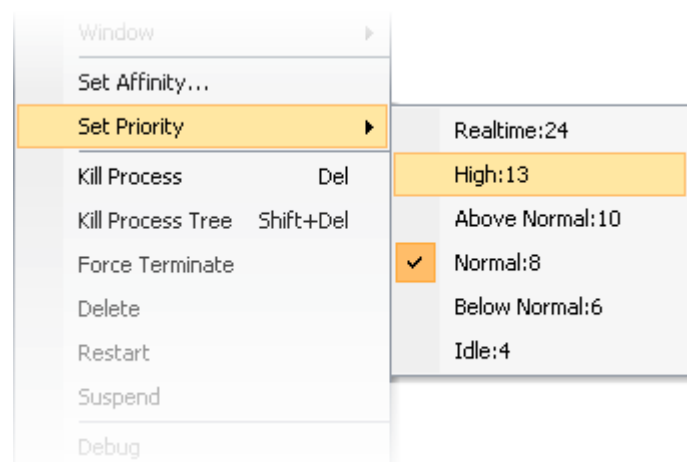 Window
Set Affinity...
Set Priority
Kill Process Del
Kill Process Tree Shift+Del
Force Terminate
Delete
Restart
Suspend
Debug
Realtime:24
High:13
Above Normal:10
Normal:8
Below Normal:6
Idle:4